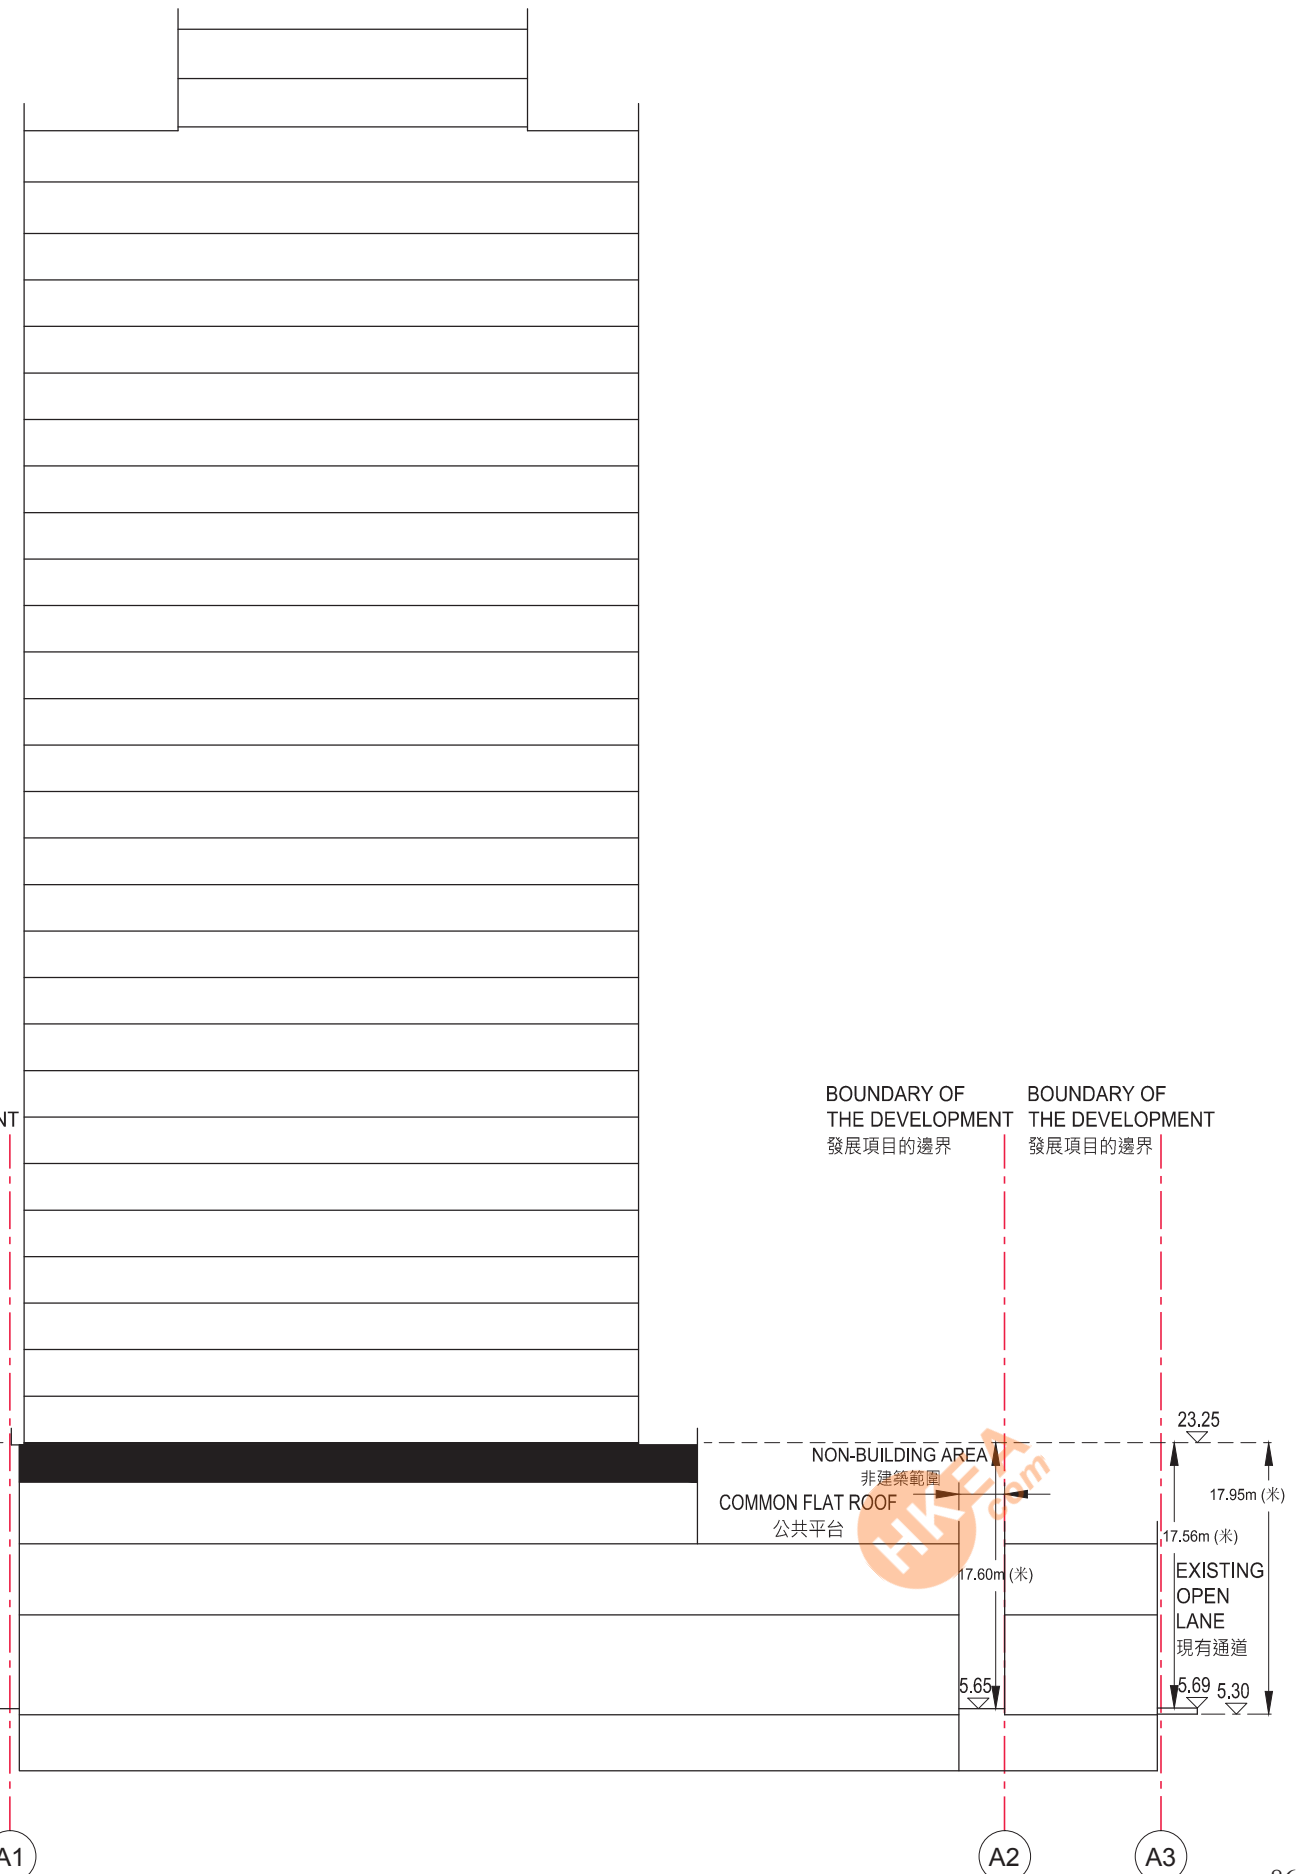 BOUNDARY OF
THE DEVELOPMENT
發展項目的邊界
BOUNDARY OF
THE DEVELOPMENT
發展項目的邊界
NT
23.25
NON-BUILDING AREA
非建築範圍
COMMON FLAT ROOF
公共平台
HKEA
com
17.95m (米)
17.56m (米)
17.60m (米)
EXISTING
OPEN
LANE
現有通道
5.65
5.69
5.30
A1
A2
A3